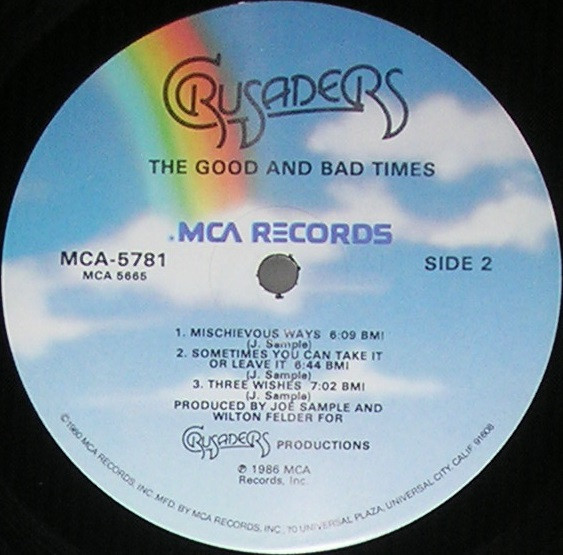 CRUSADERS
THE GOOD AND BAD TIMES
MCA RECORDS
MCA-5781
MCA 5665
SIDE 2
1. MISCHIEVOUS WAYS 6:09 BMI
(J. Sample)
2. SOMETIMES YOU CAN TAKE IT
OR LEAVE IT 6:44 BMI
(J. Sample)
3. THREE WISHES 7:02 BMI
(J. Sample)
PRODUCED BY JOE SAMPLE AND
WILTON FELDER FOR
CRUSADERS PRODUCTIONS
℗ 1986 MCA
Records, Inc.
©1980 MCA RECORDS, INC. MFD. BY MCA RECORDS, INC., 70 UNIVERSAL PLAZA, UNIVERSAL CITY, CALIF. 91608